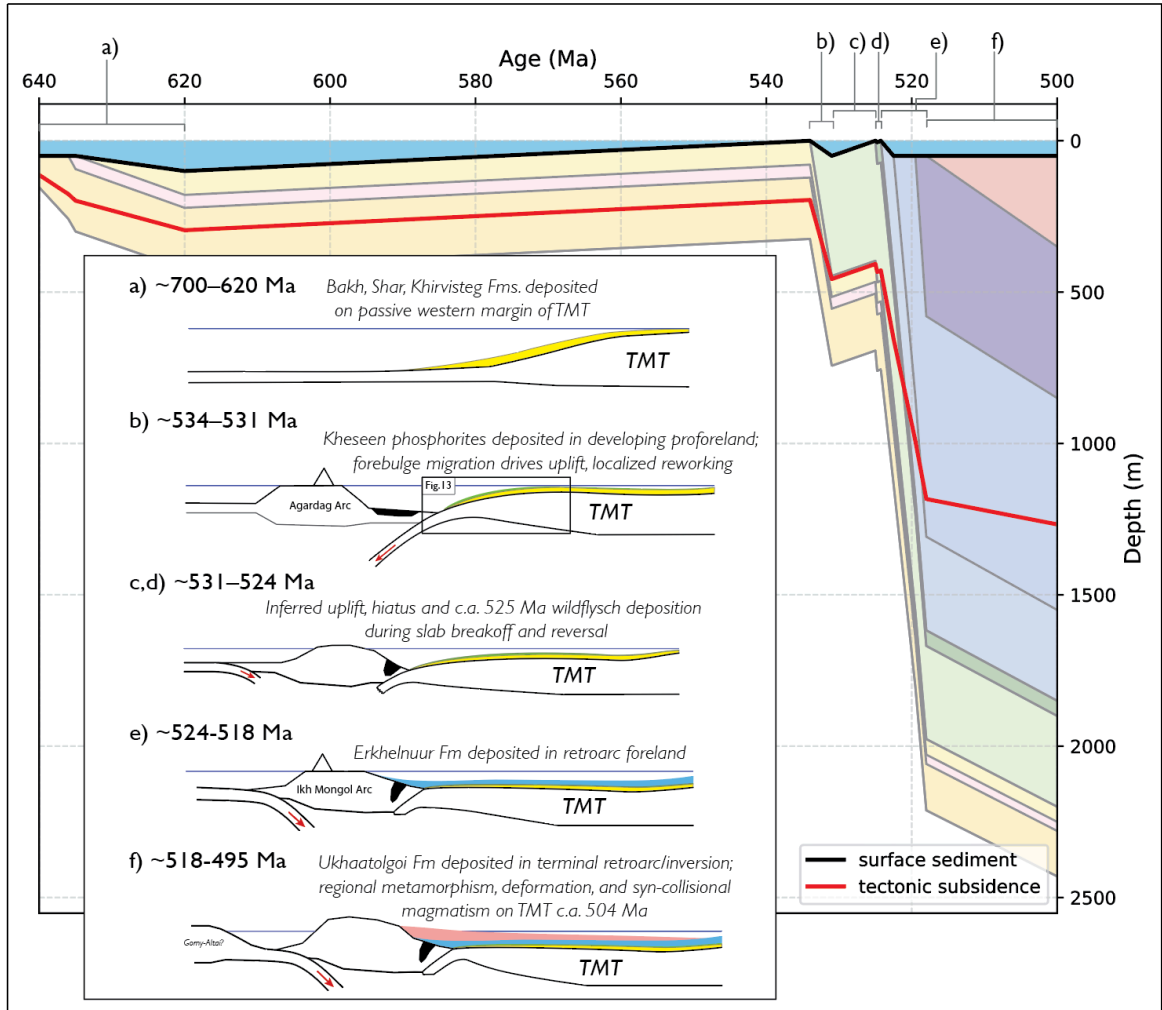 a)
b) c) d) e) f)
Age (Ma)
640 620 600 580 560 540 520 500
0
500
1000
1500
2000
2500
Depth (m)
a) ~700–620 Ma
Bakh, Shar, Khirvisteg Fms. deposited
on passive western margin of TMT
TMT
b) ~534–531 Ma
Kheseen phosphorites deposited in developing proforeland;
forebulge migration drives uplift, localized reworking
Fig.13
Agardag Arc
TMT
c,d) ~531–524 Ma
Inferred uplift, hiatus and c.a. 525 Ma wildflysch deposition
during slab breakoff and reversal
TMT
e) ~524-518 Ma
Erkhelnuur Fm deposited in retroarc foreland
Ikh Mongol Arc
TMT
f) ~518-495 Ma
Ukhaatolgoi Fm deposited in terminal retroarc/inversion;
regional metamorphism, deformation, and syn-collisional
magmatism on TMT c.a. 504 Ma
Gorny-Altai?
TMT
surface sediment
tectonic subsidence